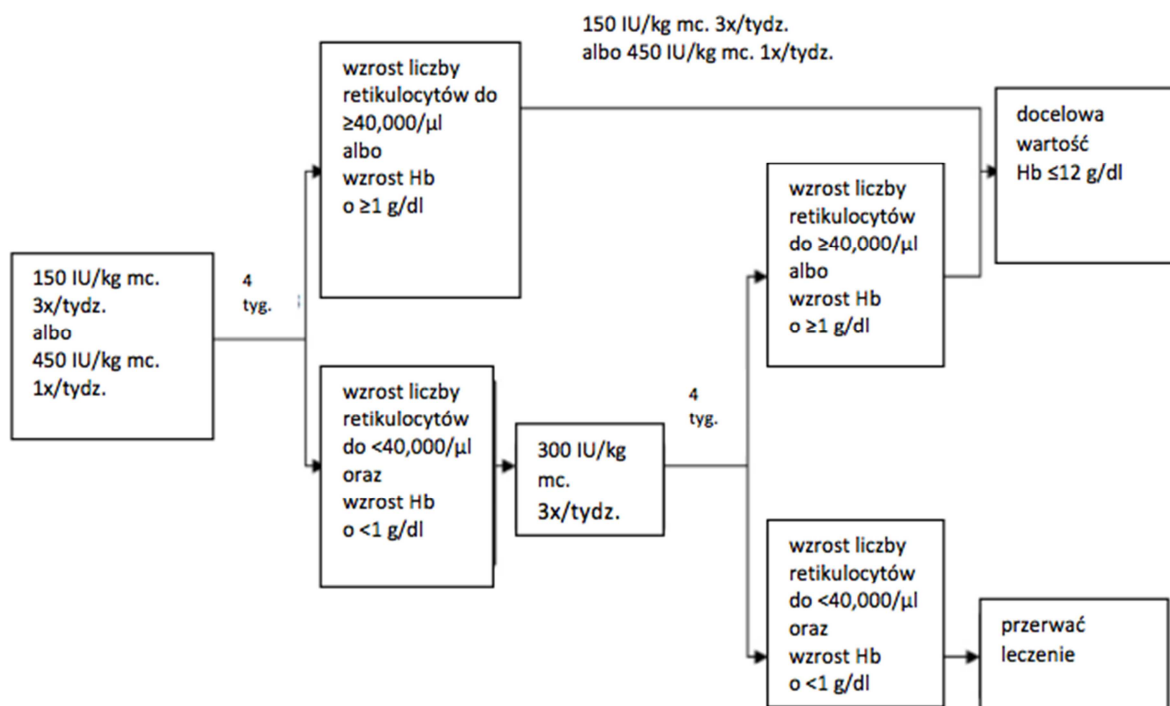 150 IU/kg mc.
3x/tydz.
albo
450 IU/kg mc.
1x/tydz.
4
tyg.
wzrost liczby
retikulocytów do
≥40,000/µl
albo
wzrost Hb
o ≥1 g/dl
150 IU/kg mc. 3x/tydz.
albo 450 IU/kg mc. 1x/tydz.
wzrost liczby
retikulocytów
do <40,000/µl
oraz
wzrost Hb
o <1 g/dl
300 IU/kg
mc.
3x/tydz.
4
tyg.
wzrost liczby
retikulocytów
do ≥40,000/µl
albo
wzrost Hb
o ≥1 g/dl
docelowa
wartość
Hb ≤12 g/dl
wzrost liczby
retikulocytów
do <40,000/µl
oraz
wzrost Hb
o <1 g/dl
przerwać
leczenie